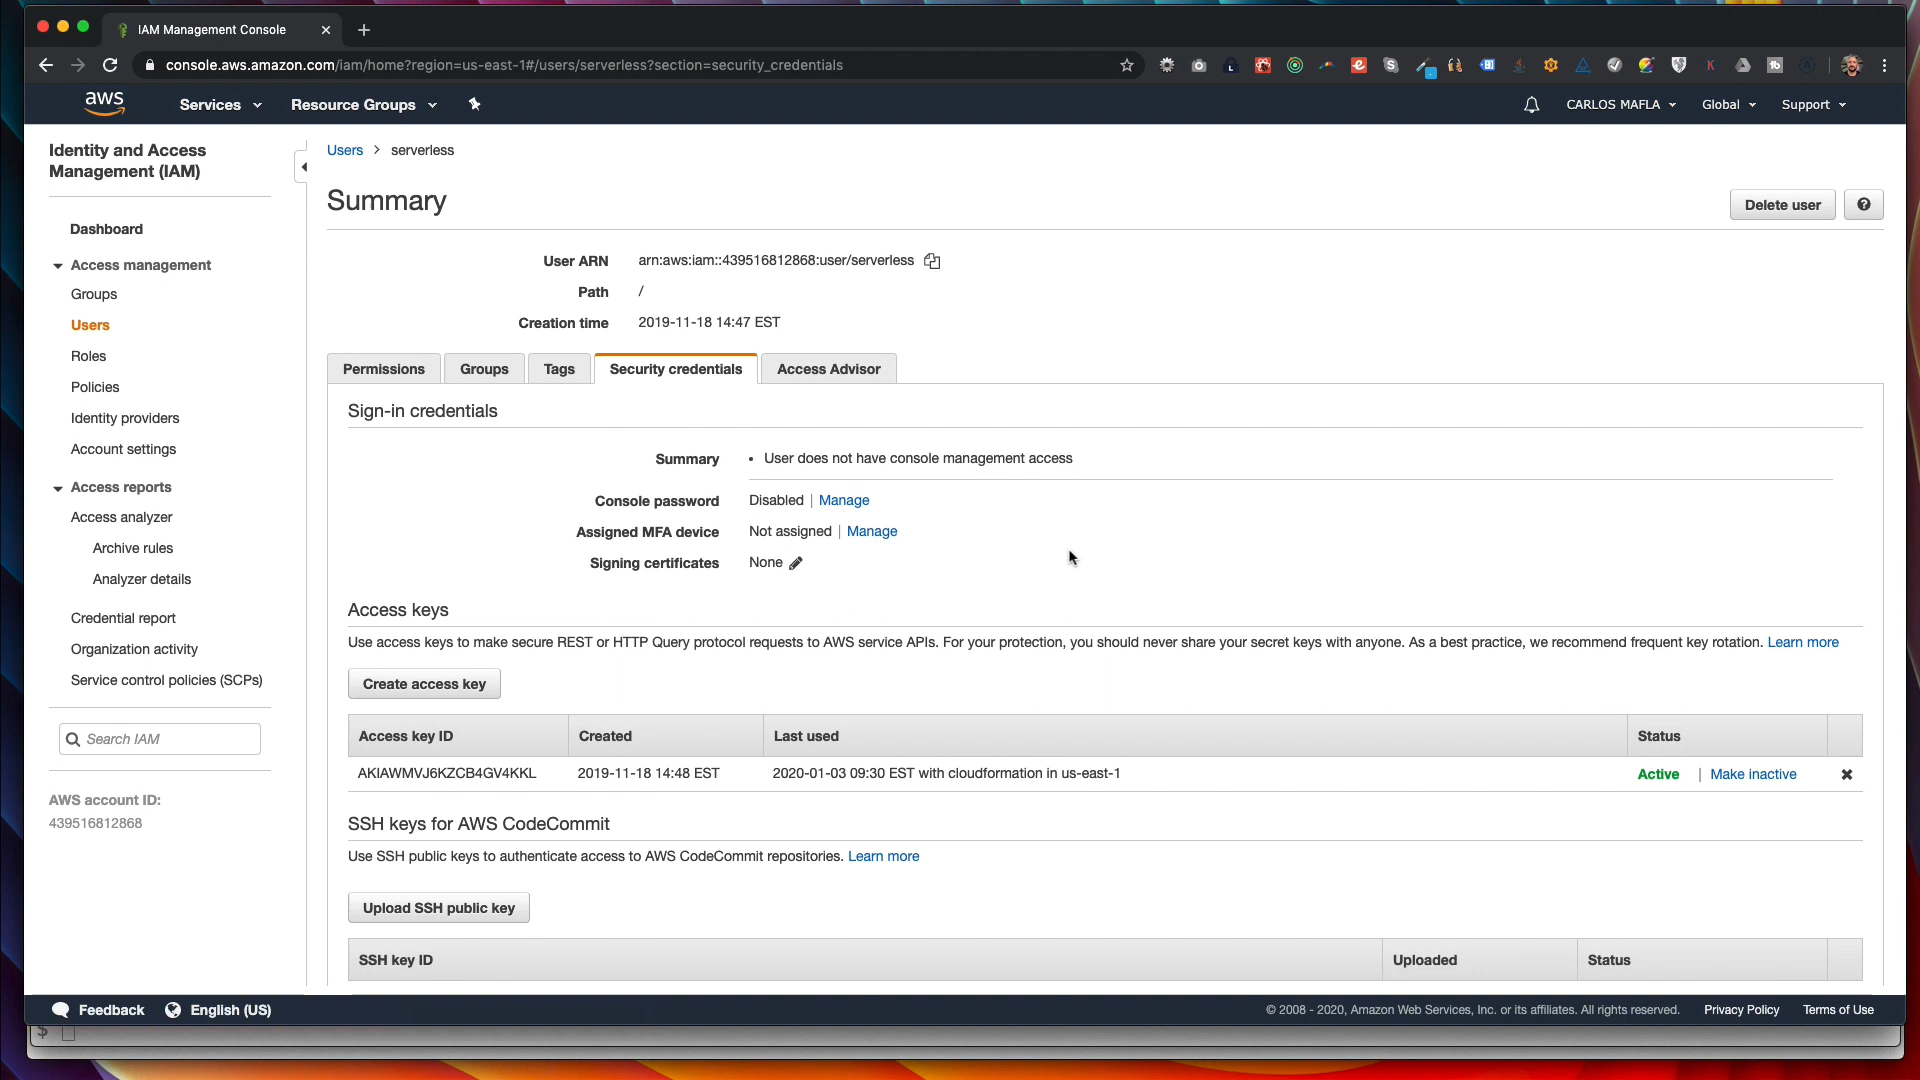 IAM Management Console
console.aws.amazon.com/iam/home?region=us-east-1#/users/serverless?section=security_credentials
aws
Services
Resource Groups
CARLOS MAFLA
Global
Support
Identity and Access
Management (IAM)
Dashboard
Access management
Groups
Users
Roles
Policies
Identity providers
Account settings
Access reports
Access analyzer
Archive rules
Analyzer details
Credential report
Organization activity
Service control policies (SCPs)
Search IAM
AWS account ID:
439516812868
Users > serverless
Summary
Delete user
User ARN arn:aws:iam::439516812868:user/serverless
Path /
Creation time 2019-11-18 14:47 EST
Permissions
Groups
Tags
Security credentials
Access Advisor
Sign-in credentials
Summary • User does not have console management access
Console password Disabled | Manage
Assigned MFA device Not assigned | Manage
Signing certificates None
Access keys
Use access keys to make secure REST or HTTP Query protocol requests to AWS service APIs. For your protection, you should never share your secret keys with anyone. As a best practice, we recommend frequent key rotation. Learn more
Create access key
Access key ID Created Last used Status
AKIAWMVJ6KZCB4GV4KKL 2019-11-18 14:48 EST 2020-01-03 09:30 EST with cloudformation in us-east-1 Active | Make inactive
SSH keys for AWS CodeCommit
Use SSH public keys to authenticate access to AWS CodeCommit repositories. Learn more
Upload SSH public key
SSH key ID Uploaded Status
Feedback
English (US)
© 2008 - 2020, Amazon Web Services, Inc. or its affiliates. All rights reserved.
Privacy Policy
Terms of Use
$